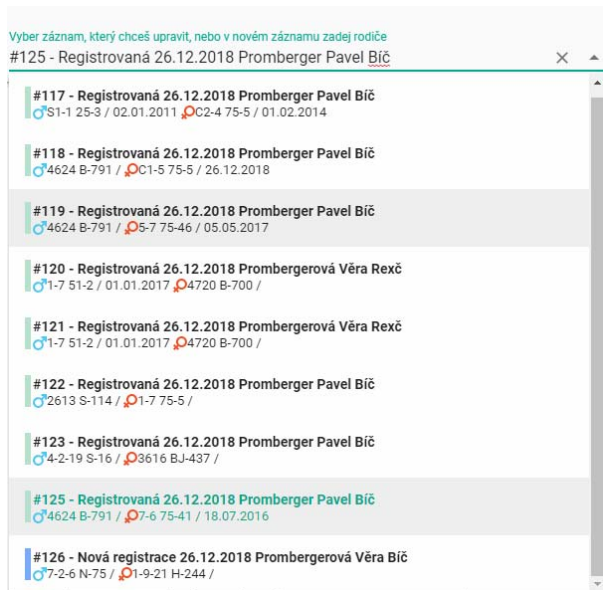 Vyber záznam, který chceš upravit, nebo v novém záznamu zadej rodiče
#125 - Registrovaná 26.12.2018 Promberger Pavel Bíč
#117 - Registrovaná 26.12.2018 Promberger Pavel Bíč
♂S1-1 25-3 / 02.01.2011 ♀C2-4 75-5 / 01.02.2014
#118 - Registrovaná 26.12.2018 Promberger Pavel Bíč
♂4624 B-791 / ♀C1-5 75-5 / 26.12.2018
#119 - Registrovaná 26.12.2018 Promberger Pavel Bíč
♂4624 B-791 / ♀5-7 75-46 / 05.05.2017
#120 - Registrovaná 26.12.2018 Prombergerová Věra Rexč
♂1-7 51-2 / 01.01.2017 ♀4720 B-700 /
#121 - Registrovaná 26.12.2018 Prombergerová Věra Rexč
♂1-7 51-2 / 01.01.2017 ♀4720 B-700 /
#122 - Registrovaná 26.12.2018 Promberger Pavel Bíč
♂2613 S-114 / ♀1-7 75-5 /
#123 - Registrovaná 26.12.2018 Promberger Pavel Bíč
♂4-2-19 S-16 / ♀3616 BJ-437 /
#125 - Registrovaná 26.12.2018 Promberger Pavel Bíč
♂4624 B-791 / ♀7-6 75-41 / 18.07.2016
#126 - Nová registrace 26.12.2018 Prombergerová Věra Bíč
♂7-2-6 N-75 / ♀1-9-21 H-244 /